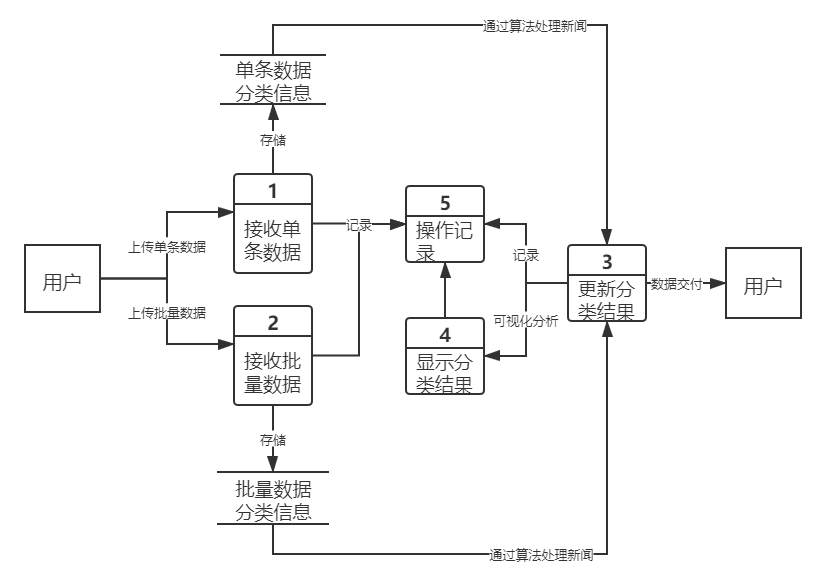 通过算法处理新闻
单条数据
分类信息
存储
1
接收单
条数据
记录
5
操作记
录
上传单条数据
记录
3
更新分
类结果
数据交付
用户
用户
上传批量数据
2
接收批
量数据
可视化分析
4
显示分
类结果
存储
批量数据
分类信息
通过算法处理新闻